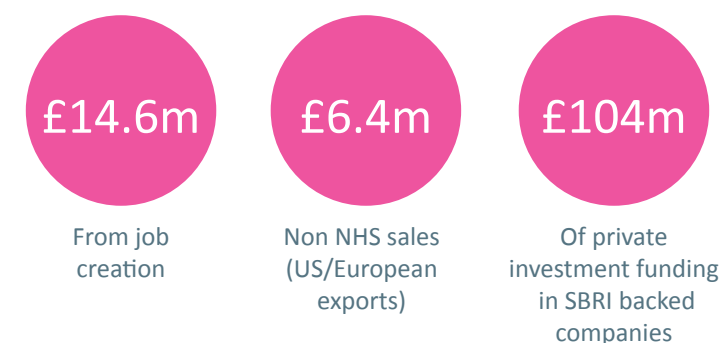 £14.6m
From job
creation
£6.4m
Non NHS sales
(US/European
exports)
£104m
Of private
investment funding
in SBRI backed
companies